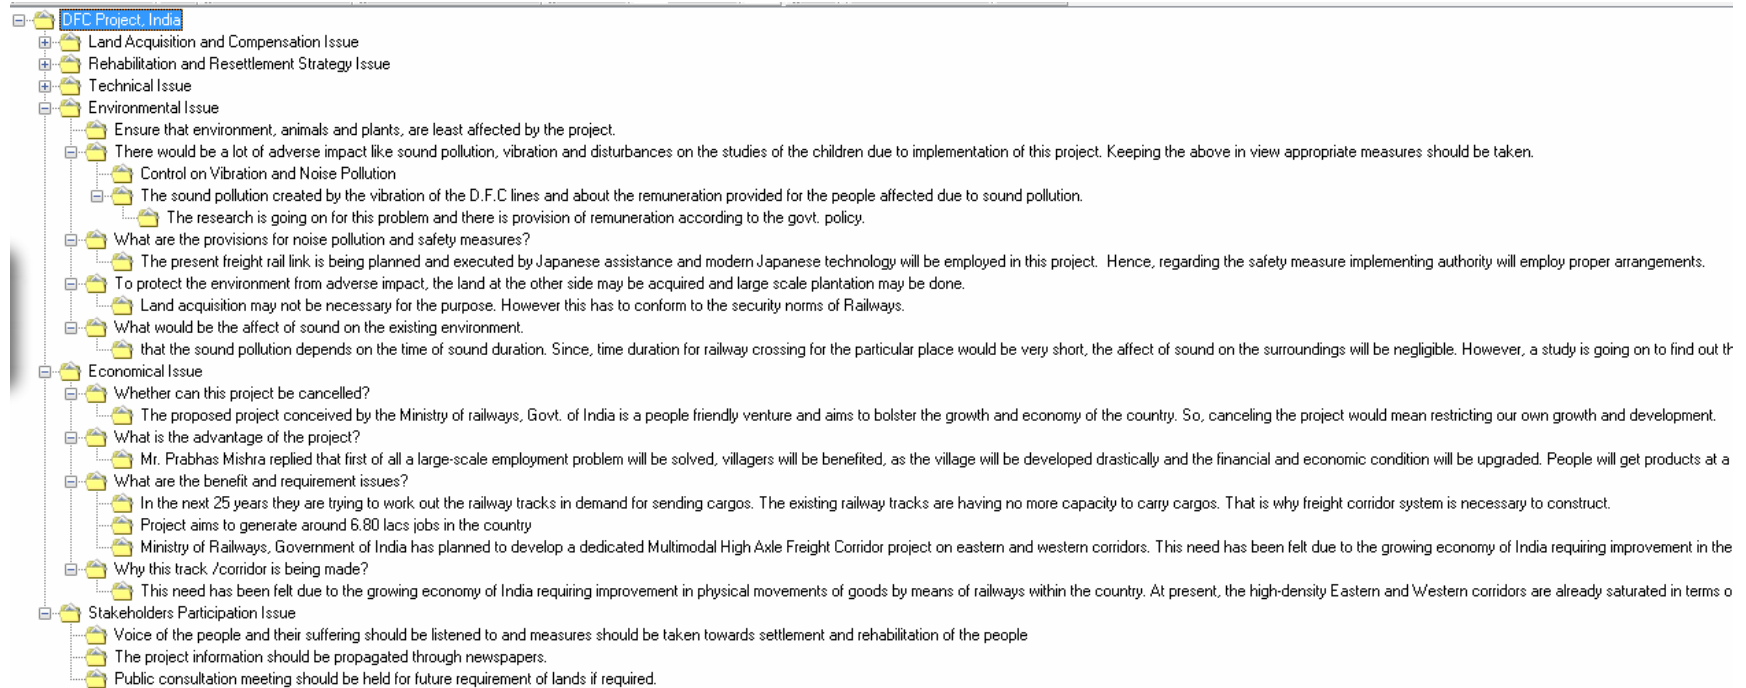 DFC Project, India
Land Acquisition and Compensation Issue
Rehabilitation and Resettlement Strategy Issue
Technical Issue
Environmental Issue
Ensure that environment, animals and plants, are least affected by the project.
There would be a lot of adverse impact like sound pollution, vibration and disturbances on the studies of the children due to implementation of this project. Keeping the above in view appropriate measures should be taken.
Control on Vibration and Noise Pollution
The sound pollution created by the vibration of the D.F.C lines and about the remuneration provided for the people affected due to sound pollution.
The research is going on for this problem and there is provision of remuneration according to the govt. policy.
What are the provisions for noise pollution and safety measures?
The present freight rail link is being planned and executed by Japanese assistance and modern Japanese technology will be employed in this project.  Hence, regarding the safety measure implementing authority will employ proper arrangements.
To protect the environment from adverse impact, the land at the other side may be acquired and large scale plantation may be done.
Land acquisition may not be necessary for the purpose. However this has to conform to the security norms of Railways.
What would be the affect of sound on the existing environment.
that the sound pollution depends on the time of sound duration. Since, time duration for railway crossing for the particular place would be very short, the affect of sound on the surroundings will be negligible. However, a study is going on to find out th
Economical Issue
Whether can this project be cancelled?
The proposed project conceived by the Ministry of railways, Govt. of India is a people friendly venture and aims to bolster the growth and economy of the country. So, canceling the project would mean restricting our own growth and development.
What is the advantage of the project?
Mr. Prabhas Mishra replied that first of all a large-scale employment problem will be solved, villagers will be benefited, as the village will be developed drastically and the financial and economic condition will be upgraded. People will get products at a
What are the benefit and requirement issues?
In the next 25 years they are trying to work out the railway tracks in demand for sending cargos. The existing railway tracks are having no more capacity to carry cargos. That is why freight corridor system is necessary to construct.
Project aims to generate around 6.80 lacs jobs in the country
Ministry of Railways, Government of India has planned to develop a dedicated Multimodal High Axle Freight Corridor project on eastern and western corridors. This need has been felt due to the growing economy of India requiring improvement in the
Why this track /corridor is being made?
This need has been felt due to the growing economy of India requiring improvement in physical movements of goods by means of railways within the country. At present, the high-density Eastern and Western corridors are already saturated in terms o
Stakeholders Participation Issue
Voice of the people and their suffering should be listened to and measures should be taken towards settlement and rehabilitation of the people
The project information should be propagated through newspapers.
Public consultation meeting should be held for future requirement of lands if required.